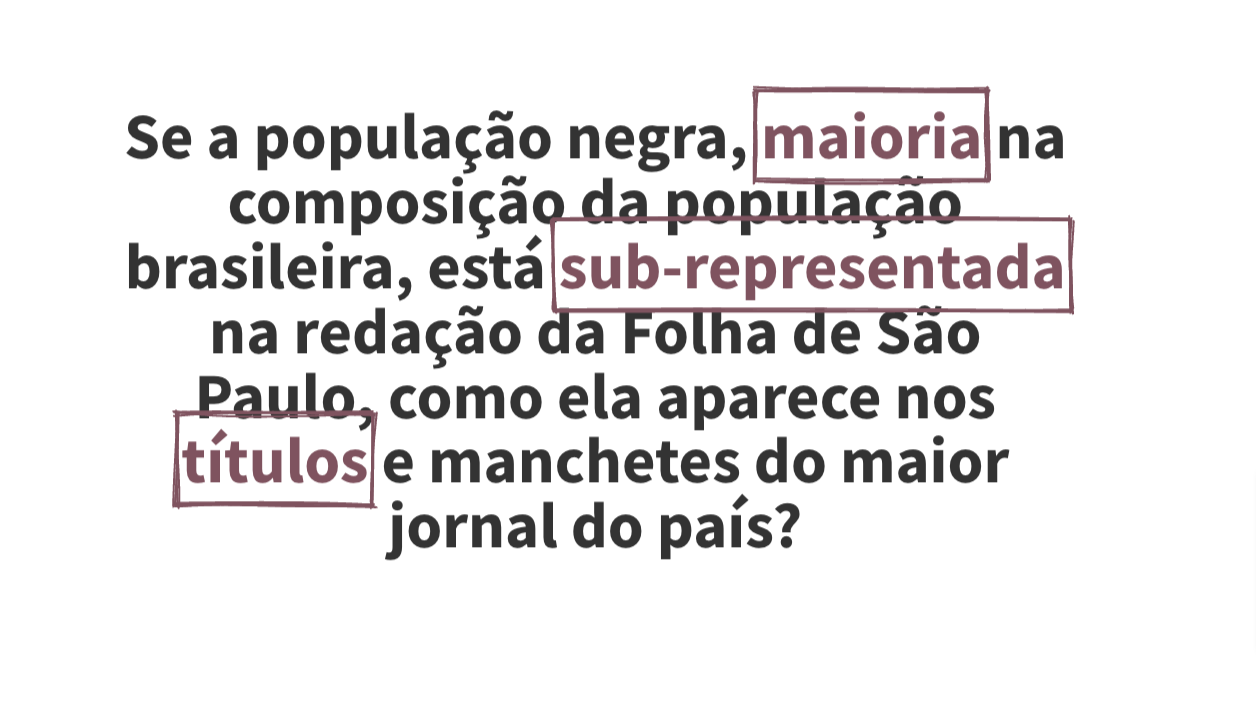 Se a população negra, maioria na
composição da população
brasileira, está sub-representada
na redação da Folha de São
Paulo, como ela aparece nos
títulos e manchetes do maior
jornal do país?